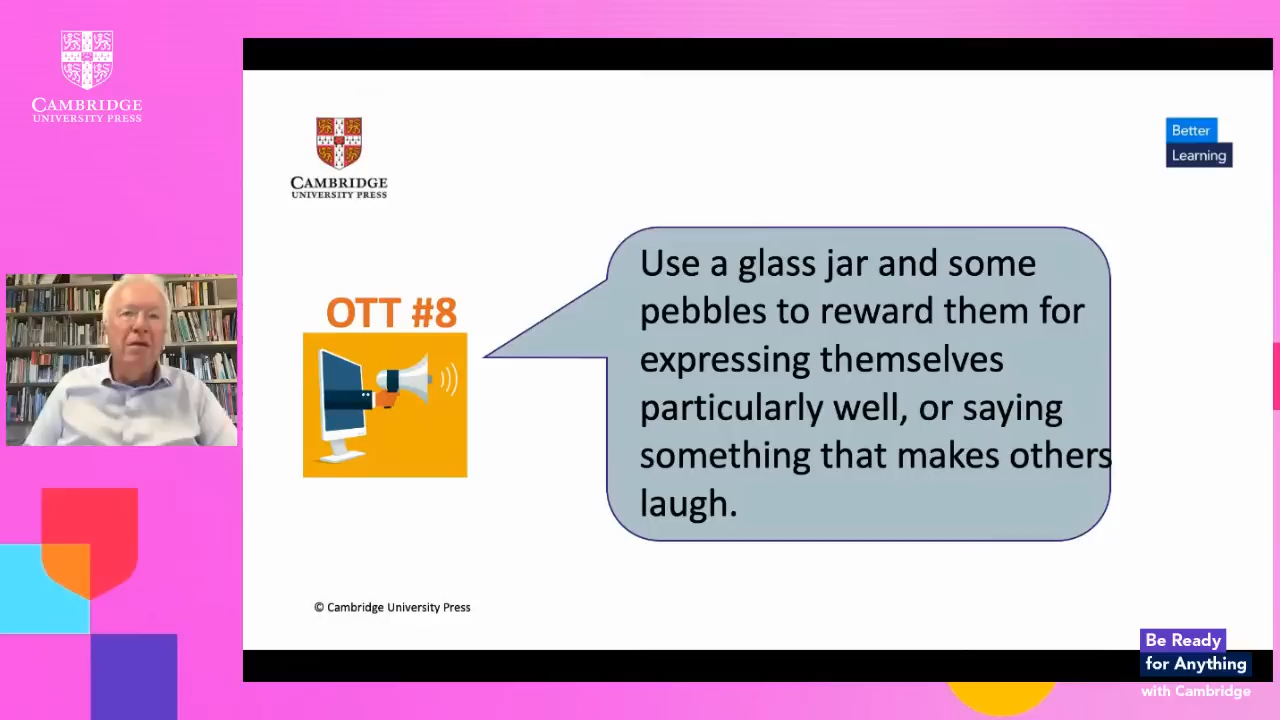 CAMBRIDGE
UNIVERSITY PRESS
CAMBRIDGE
UNIVERSITY PRESS
Better
Learning
OTT #8
Use a glass jar and some
pebbles to reward them for
expressing themselves
particularly well, or saying
something that makes others
laugh.
© Cambridge University Press
Be Ready
for Anything
with Cambridge